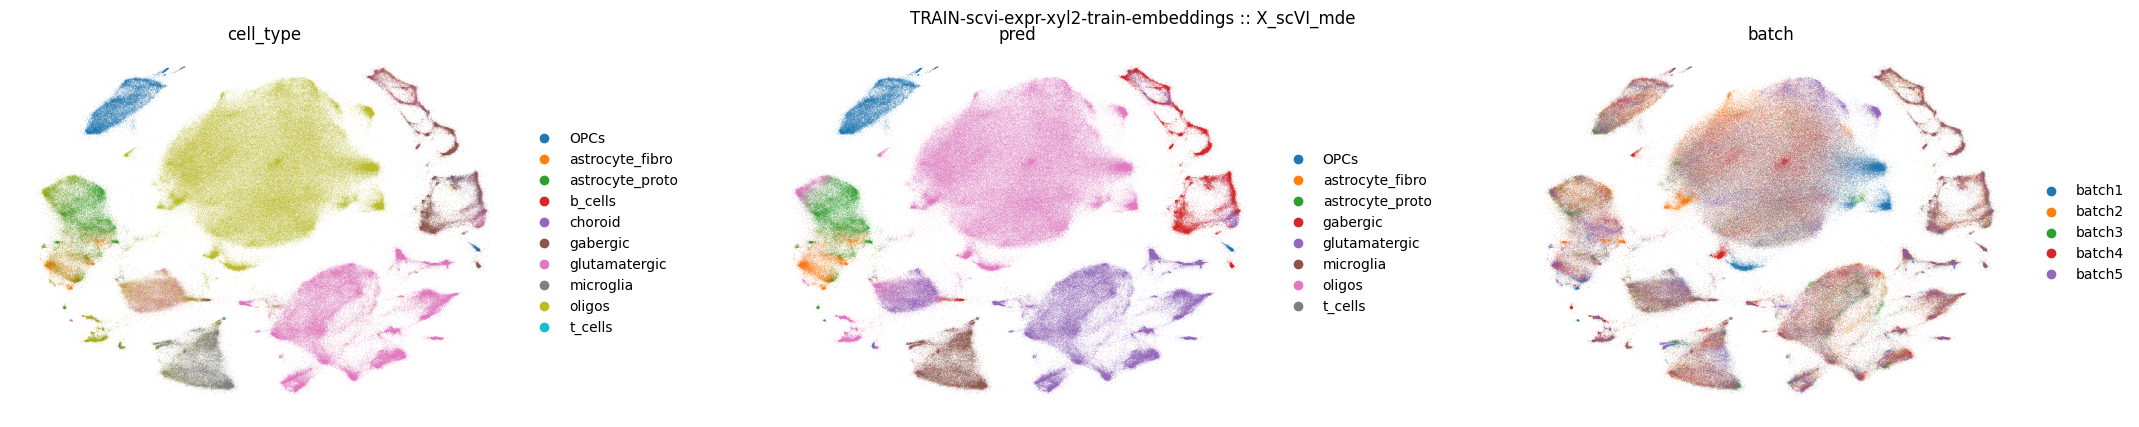 TRAIN-scvi-expr-xyl2-train-embeddings :: X_scVI_mde
cell_type
OPCs
astrocyte_fibro
astrocyte_proto
b_cells
choroid
gabergic
glutamatergic
microglia
oligos
t_cells
pred
OPCs
astrocyte_fibro
astrocyte_proto
gabergic
glutamatergic
microglia
oligos
t_cells
batch
batch1
batch2
batch3
batch4
batch5